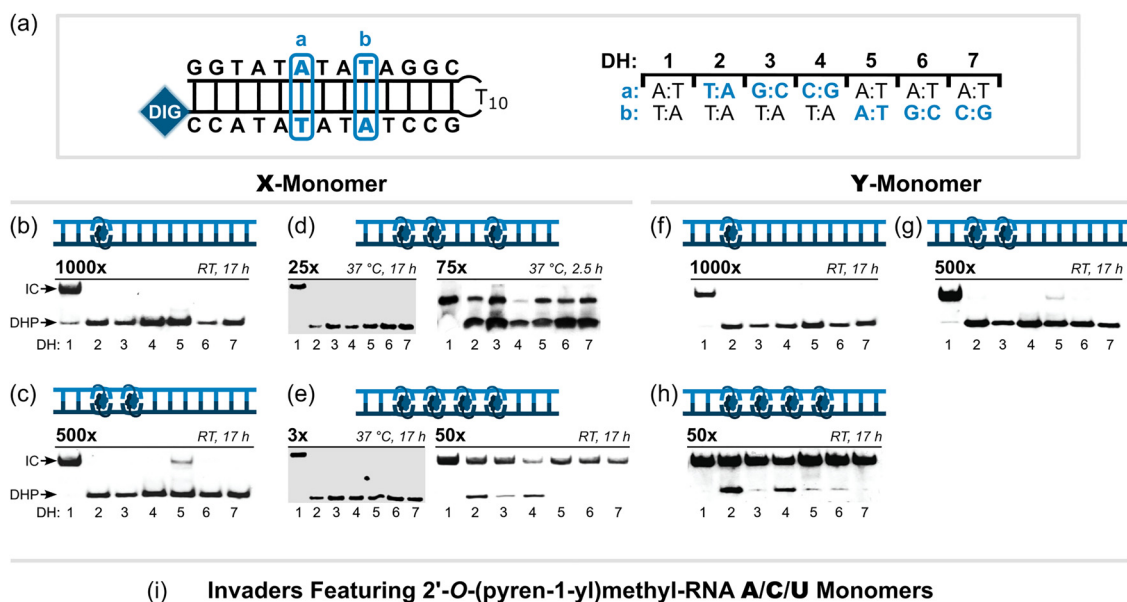 (a)
a b
G G T A T A T A T A G G C
DIG
T10
C C A T A T A T A T C C G
DH: 1 2 3 4 5 6 7
a: A:T T:A G:C C:G A:T A:T A:T
b: T:A T:A T:A T:A A:T G:C C:G
X-Monomer
Y-Monomer
(b)
1000x RT, 17 h
IC
DHP
DH: 1 2 3 4 5 6 7
(d)
25x 37 °C, 17 h
1 2 3 4 5 6 7
75x 37 °C, 2.5 h
1 2 3 4 5 6 7
(f)
1000x RT, 17 h
1 2 3 4 5 6 7
(g)
500x RT, 17 h
1 2 3 4 5 6 7
(c)
500x RT, 17 h
IC
DHP
DH: 1 2 3 4 5 6 7
(e)
3x 37 °C, 17 h
1 2 3 4 5 6 7
50x RT, 17 h
1 2 3 4 5 6 7
(h)
50x RT, 17 h
1 2 3 4 5 6 7
(i) Invaders Featuring 2'-O-(pyren-1-yl)methyl-RNA A/C/U Monomers